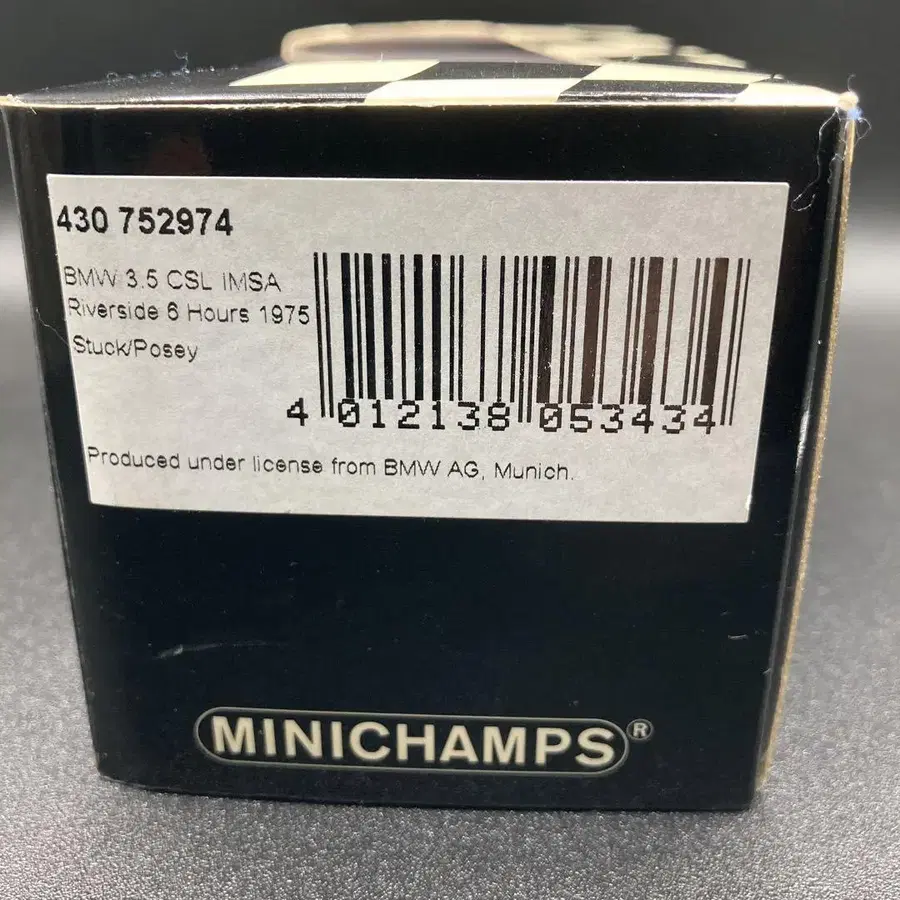 430 752974
BMW 3.5 CSL IMSA
Riverside 6 Hours 1975
Stuck/Posey
4 012138 053434
Produced under license from BMW AG, Munich.
MINICHAMPS®